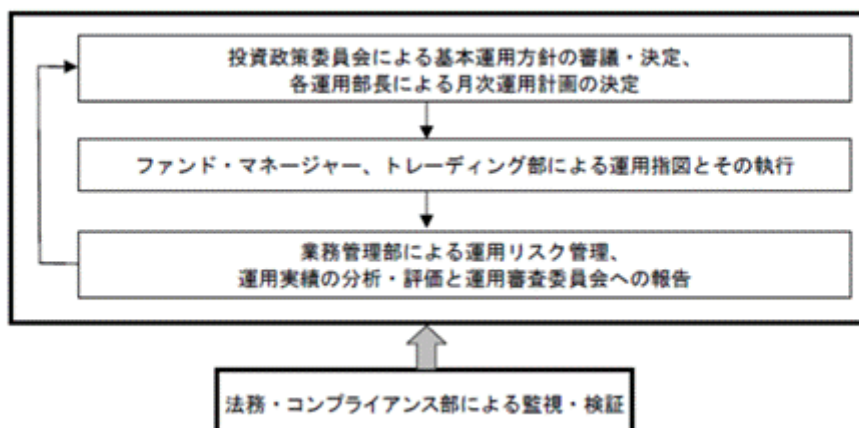 投資政策委員会による基本運用方針の審議・決定、
各運用部長による月次運用計画の決定
ファンド・マネージャー、トレーディング部による運用指図とその執行
業務管理部による運用リスク管理、
運用実績の分析・評価と運用審査委員会への報告
法務・コンプライアンス部による監視・検証